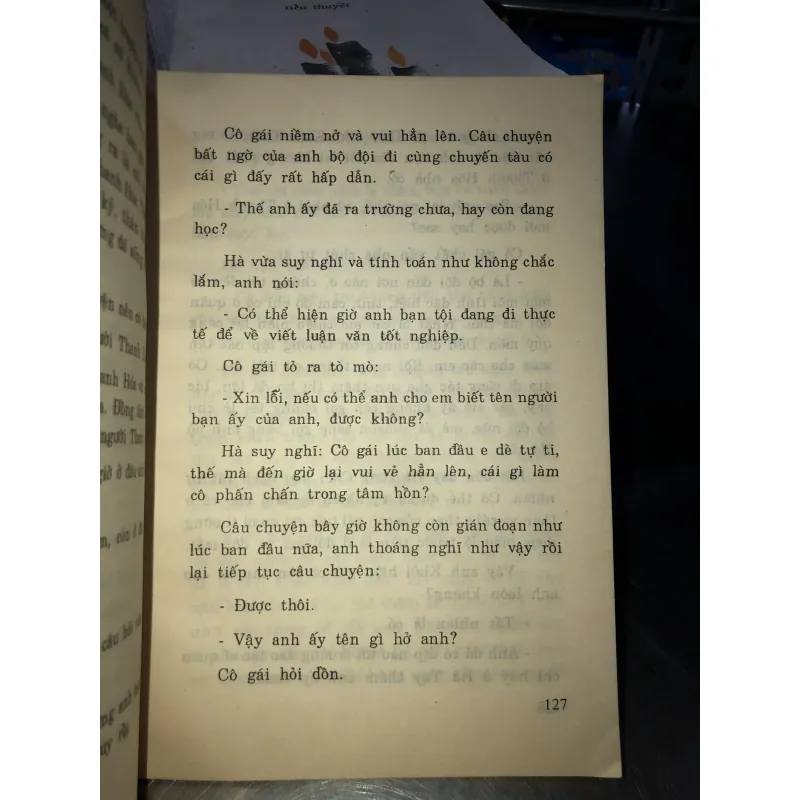 tiểu thuyết
Cô gái niềm nở và vui hẳn lên. Câu chuyện
bất ngờ của anh bộ đội đi cùng chuyến tàu có
cái gì đấy rất hấp dẫn.
- Thế anh ấy đã ra trường chưa, hay còn đang
học?
Hà vừa suy nghĩ và tính toán như không chắc
lắm, anh nói:
- Có thể hiện giờ anh bạn tội đang đi thực
tế để về viết luận văn tốt nghiệp.
Cô gái tỏ ra tò mò:
- Xin lỗi, nếu có thể anh cho em biết tên người
bạn ấy của anh, được không?
Hà suy nghĩ: Cô gái lúc ban đầu e dè tự ti,
thế mà đến giờ lại vui vẻ hẳn lên, cái gì làm
cô phấn chấn trong tâm hồn?
Câu chuyện bây giờ không còn gián đoạn như
lúc ban đầu nữa, anh thoáng nghĩ như vậy rồi
lại tiếp tục câu chuyện:
- Được thôi.
- Vậy anh ấy tên gì hở anh?
Cô gái hỏi dồn.
127